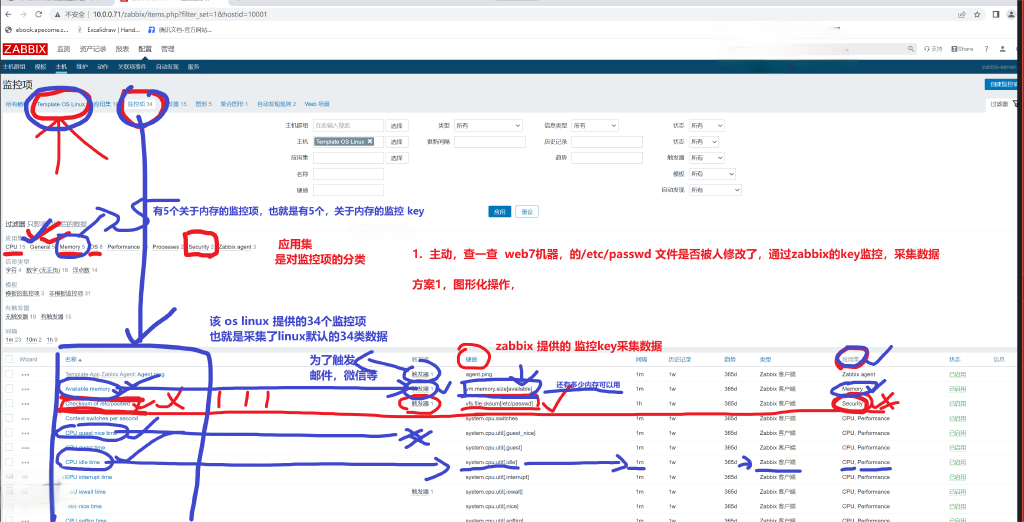 不安全 | 10.0.0.71/zabbix/items.php?filter_set=1&hostid=10001
ebook.apecome.c... Escalidraw | Hand... 腾讯文档-官方网站...
ZABBIX 监测 资产记录 报表 配置 管理 支持 Share ?
主机群组 模板 主机 维护 动作 关联项事件 自动发现 服务 zabbix-server
监控项 创建监控项
Template OS Linux 监控项 34 图形 5 聚合图形 1 自动发现规则 2 Web 场景 过滤器
主机群组 在此输入搜索 选择 类型 所有 信息类型 所有 状态 所有
主机 Template OS Linux 选择 更新间隔 历史记录 状态 所有
应用集 选择 趋势 触发器 所有
名称 模板 所有
键值 自动发现 所有
有5个关于内存的监控项，也就是有5个，关于内存的监控 key
应用 重设
过滤器
应用集
CPU 15 General 5 Memory 5 OS 8 Performance Processes 2 Security 2 Zabbix agent 3
应用集
是对监控项的分类
1. 主动，查一查 web7机器，的/etc/passwd 文件是否被人修改了，通过zabbix的key监控，采集数据
方案1，图形化操作，
信息类型
字符 4 数字 (无正负) 16 浮点数 14
模板
模板的监控项 3 非模板监控项 31
有触发器
无触发器 19 有触发器 15
间隔
1m 23 10m 2 1h 9
该 os linux 提供的34个监控项
也就是采集了linux默认的34类数据
zabbix 提供的 监控key采集数据
为了触发
邮件，微信等
Wizard 名称 触发器 键值 间隔 历史记录 趋势 类型 应用集 状态 信息
Template App Zabbix Agent: Agent ping 触发器 1 agent.ping 1m 1w 365d Zabbix 客户端 Zabbix agent 已启用
Available memory 触发器 1 vm.memory.size[available] 还有多少内存可以用 1m 1w 365d Zabbix 客户端 Memory 已启用
Checksum of /etc/passwd 触发器 1 vfs.file.cksum[/etc/passwd] 1h 1w 365d Zabbix 客户端 Security 已启用
Context switches per second system.cpu.switches 1m 1w 365d Zabbix 客户端 CPU, Performance 已启用
CPU guest nice time system.cpu.util[,guest_nice] 1m 1w 365d Zabbix 客户端 CPU, Performance 已启用
CPU guest time system.cpu.util[,guest] 1m 1w 365d Zabbix 客户端 CPU, Performance 已启用
CPU idle time system.cpu.util[,idle] 1m 1w 365d Zabbix 客户端 CPU, Performance 已启用
CPU interrupt time system.cpu.util[,interrupt] 1m 1w 365d Zabbix 客户端 CPU, Performance 已启用
iowait time 触发器 1 system.cpu.util[,iowait] 1m 1w 365d Zabbix 客户端 CPU, Performance 已启用
nice time system.cpu.util[,nice] 1m 1w 365d Zabbix 客户端 CPU, Performance 已启用
CPU softirq time system.cpu.util[,softirq] 1m 1w 365d Zabbix 客户端 CPU, Performance 已启用